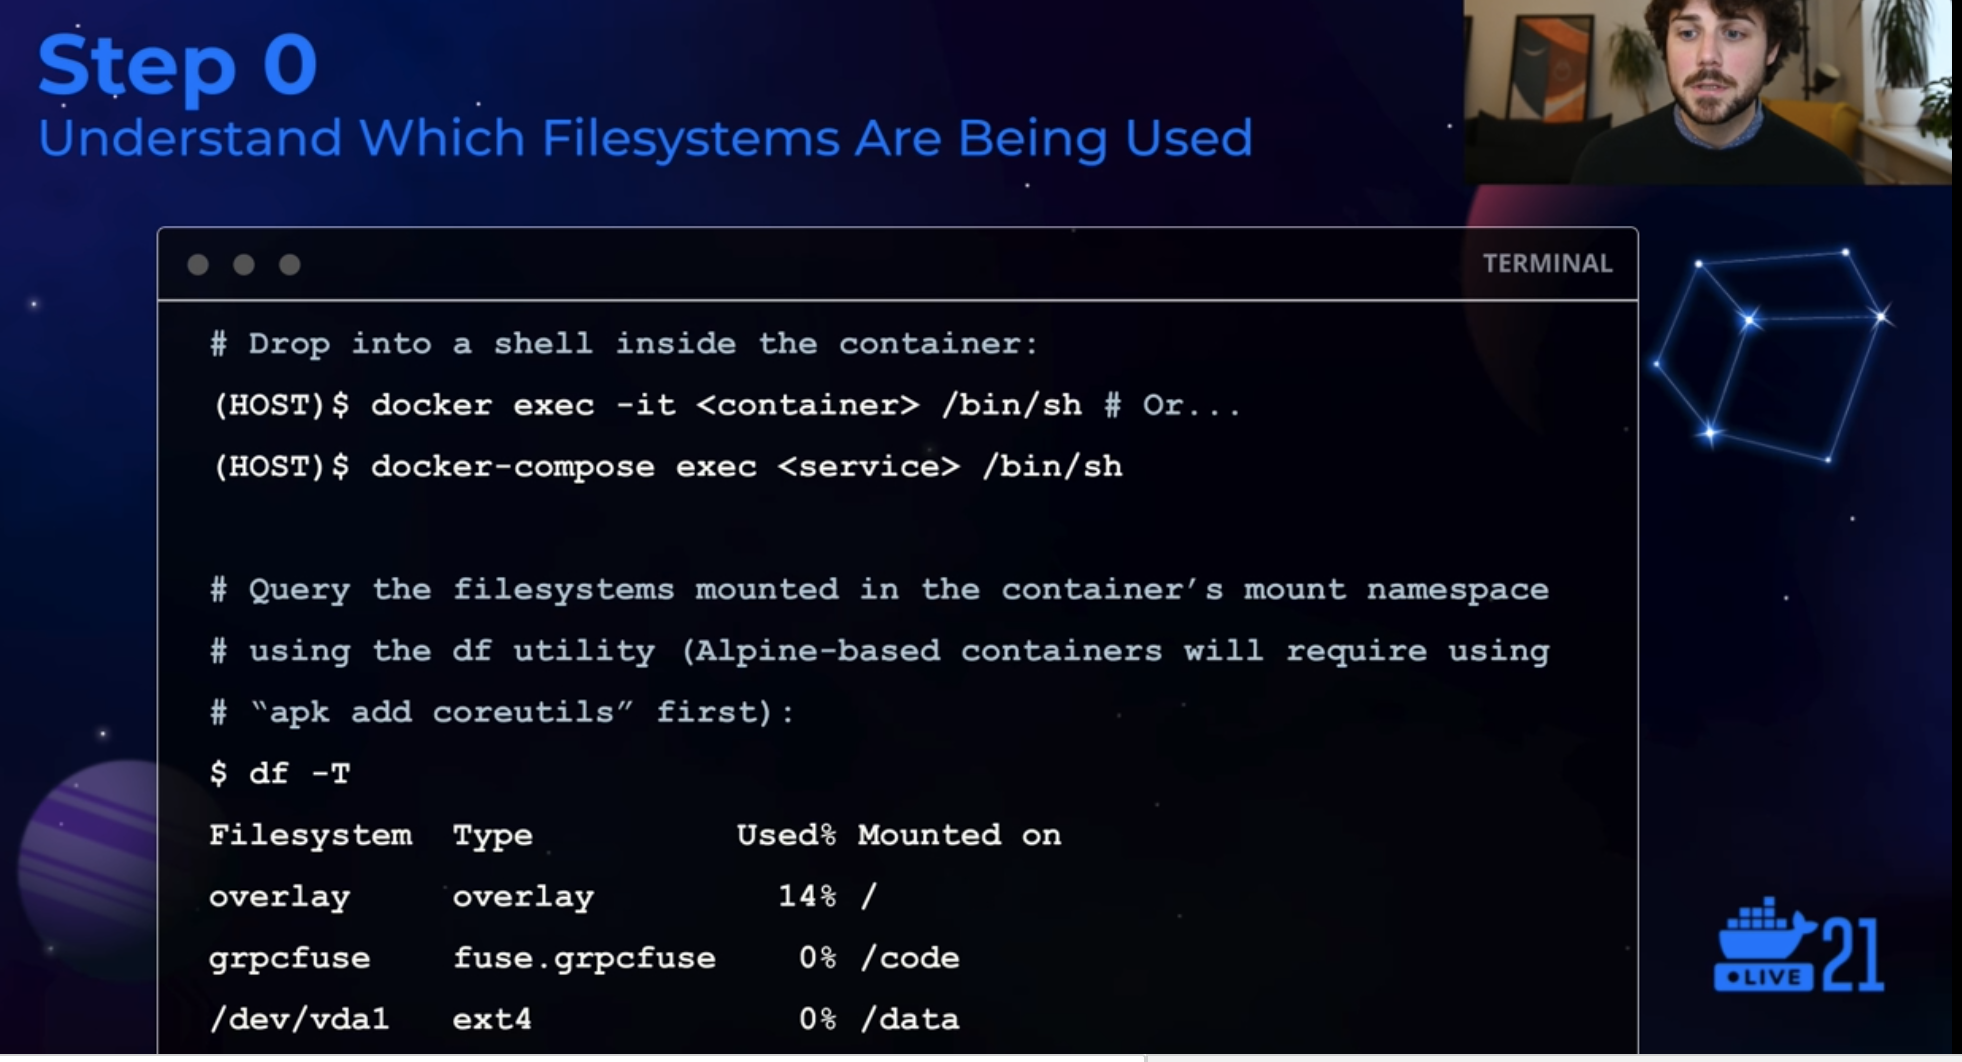 Step 0
Understand Which Filesystems Are Being Used
TERMINAL
# Drop into a shell inside the container:
(HOST)$ docker exec -it <container> /bin/sh # Or...
(HOST)$ docker-compose exec <service> /bin/sh
# Query the filesystems mounted in the container’s mount namespace
# using the df utility (Alpine-based containers will require using
# “apk add coreutils” first):
$ df -T
Filesystem Type Used% Mounted on
overlay overlay 14% /
grpcfuse fuse.grpcfuse 0% /code
/dev/vda1 ext4 0% /data
LIVE 21